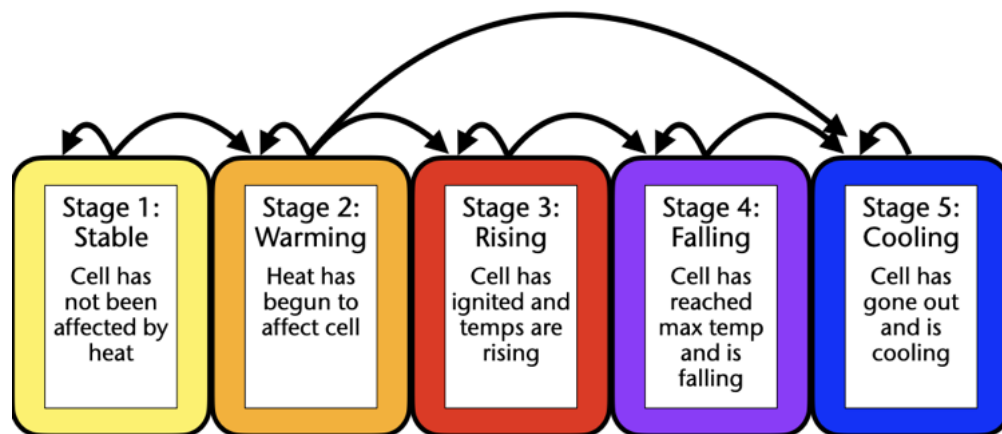 Stage 1:
Stable
Cell has
not been
affected by
heat
Stage 2:
Warming
Heat has
begun to
affect cell
Stage 3:
Rising
Cell has
ignited and
temps are
rising
Stage 4:
Falling
Cell has
reached
max temp
and is
falling
Stage 5:
Cooling
Cell has
gone out
and is
cooling